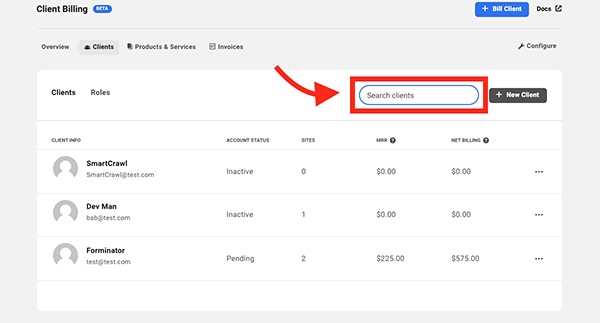 Client Billing BETA + Bill Client Docs
Overview Clients Products & Services Invoices Configure
Clients Roles Search clients + New Client
CLIENT INFO ACCOUNT STATUS SITES MRR ? NET BILLING ?
SmartCrawl
SmartCrawl@test.com Inactive 0 $0.00 $0.00 ...
Dev Man
bab@test.com Inactive 1 $0.00 $0.00 ...
Forminator
test@test.com Pending 2 $225.00 $575.00 ...